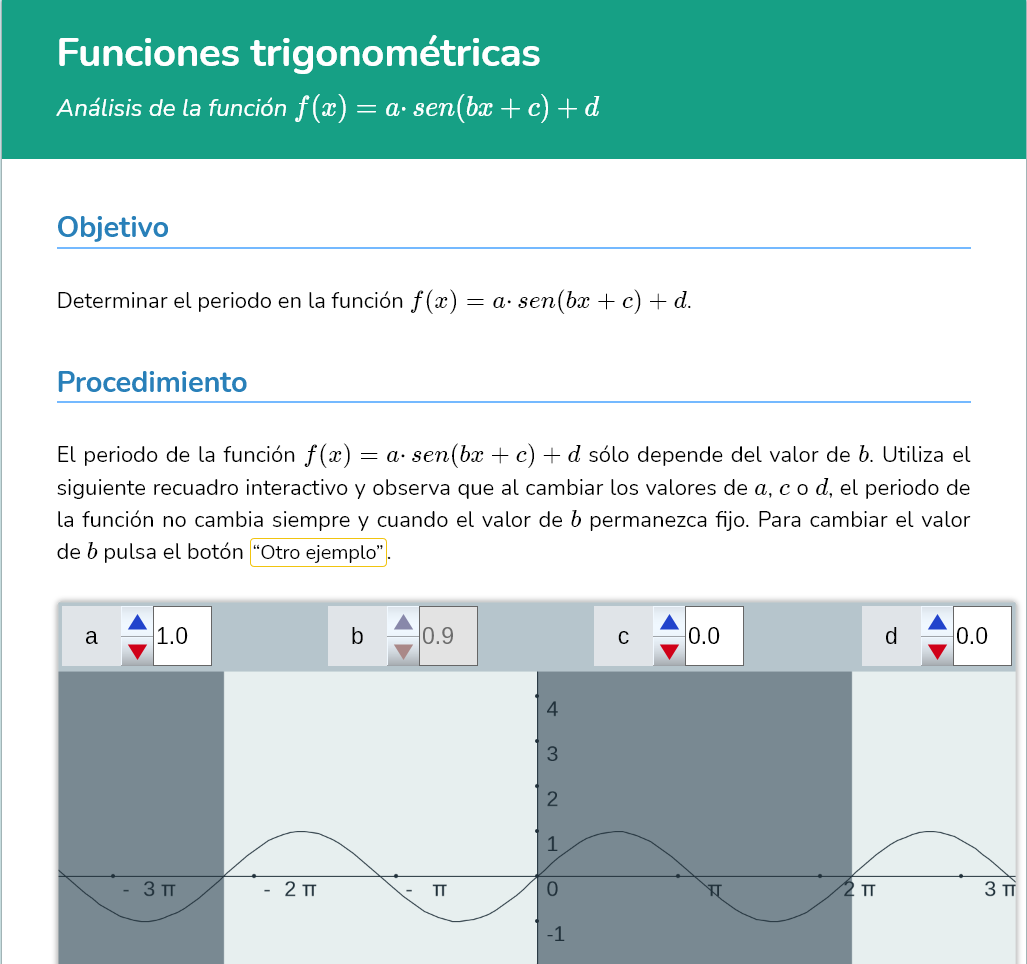 Funciones trigonométricas
Análisis de la función f(x) = a· sen(bx + c) + d
Objetivo
Determinar el periodo en la función f(x) = a· sen(bx + c) + d.
Procedimiento
El periodo de la función f(x) = a· sen(bx + c) + d sólo depende del valor de b. Utiliza el
siguiente recuadro interactivo y observa que al cambiar los valores de a, c o d, el periodo de
la función no cambia siempre y cuando el valor de b permanezca fijo. Para cambiar el valor
de b pulsa el botón “Otro ejemplo”.
a 1.0 b 0.9 c 0.0 d 0.0
4
3
2
1
- 3 π - 2 π - π 0 π 2 π 3 π
-1